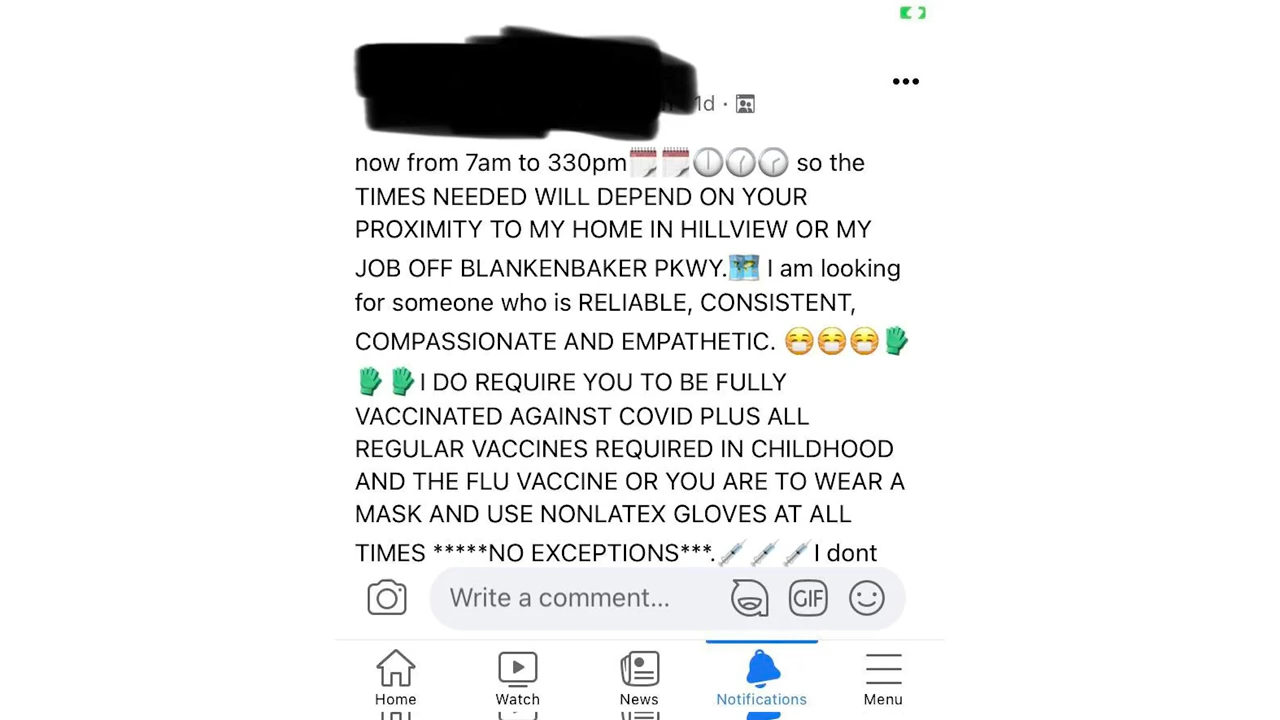 1d ·
now from 7am to 330pm🗓️🗓️🕕🕜🕝 so the
TIMES NEEDED WILL DEPEND ON YOUR
PROXIMITY TO MY HOME IN HILLVIEW OR MY
JOB OFF BLANKENBAKER PKWY.🗺️ I am looking
for someone who is RELIABLE, CONSISTENT,
COMPASSIONATE AND EMPATHETIC. 😷😷😷🧤
🧤🧤I DO REQUIRE YOU TO BE FULLY
VACCINATED AGAINST COVID PLUS ALL
REGULAR VACCINES REQUIRED IN CHILDHOOD
AND THE FLU VACCINE OR YOU ARE TO WEAR A
MASK AND USE NONLATEX GLOVES AT ALL
TIMES *****NO EXCEPTIONS***.💉💉💉I dont
Write a comment...
GIF
Home Watch News Notifications Menu